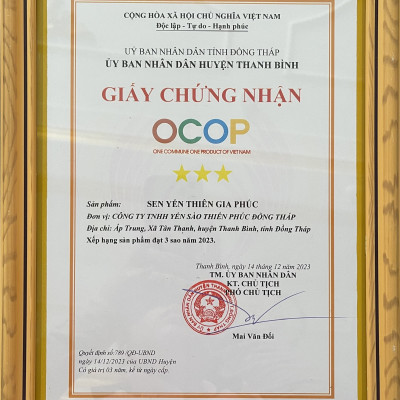 CỘNG HÒA XÃ HỘI CHỦ NGHĨA VIỆT NAM
Độc lập - Tự do - Hạnh phúc
UỶ BAN NHÂN DÂN TỈNH ĐỒNG THÁP
ỦY BAN NHÂN DÂN HUYỆN THANH BÌNH
GIẤY CHỨNG NHẬN
OCOP
ONE COMMUNE ONE PRODUCT OF VIETNAM
Sản phẩm: SEN YẾN THIÊN GIA PHÚC
Đơn vị: CÔNG TY TNHH YẾN SÀO THIÊN PHÚC ĐỒNG THÁP
Địa chỉ: Ấp Trung, Xã Tân Thạnh, huyện Thanh Bình, tỉnh Đồng Tháp
Xếp hạng sản phẩm đạt 3 sao năm 2023.
Thanh Bình, ngày 14 tháng 12 năm 2023
TM. ỦY BAN NHÂN DÂN
KT. CHỦ TỊCH
PHÓ CHỦ TỊCH
Mai Văn Đối
Quyết định số:789/QĐ-UBND
ngày 14/12/2023 của UBND Huyện
Có giá trị 03 năm, kể từ ngày cấp.